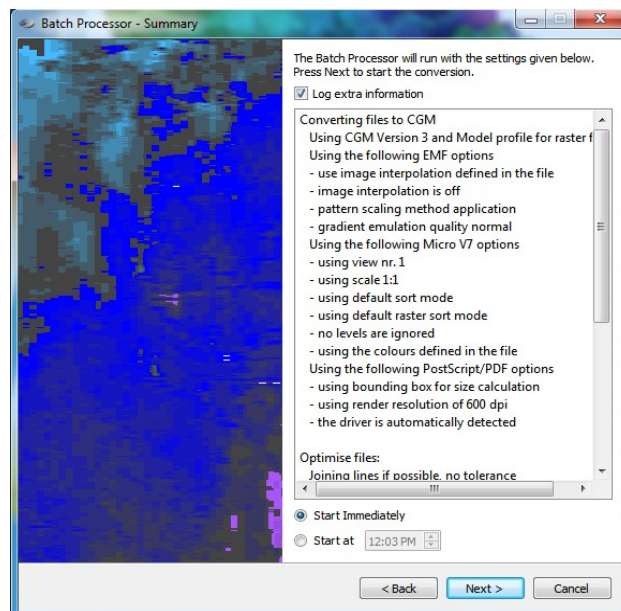 Batch Processor - Summary
The Batch Processor will run with the settings given below.
Press Next to start the conversion.
Log extra information
Converting files to CGM
Using CGM Version 3 and Model profile for raster f
Using the following EMF options
- use image interpolation defined in the file
- image interpolation is off
- pattern scaling method application
- gradient emulation quality normal
Using the following Micro V7 options
- using view nr. 1
- using scale 1:1
- using default sort mode
- using default raster sort mode
- no levels are ignored
- using the colours defined in the file
Using the following PostScript/PDF options
- using bounding box for size calculation
- using render resolution of 600 dpi
- the driver is automatically detected
Optimise files:
Joining lines if possible, no tolerance
Start Immediately
Start at 12:03 PM
< Back Next > Cancel